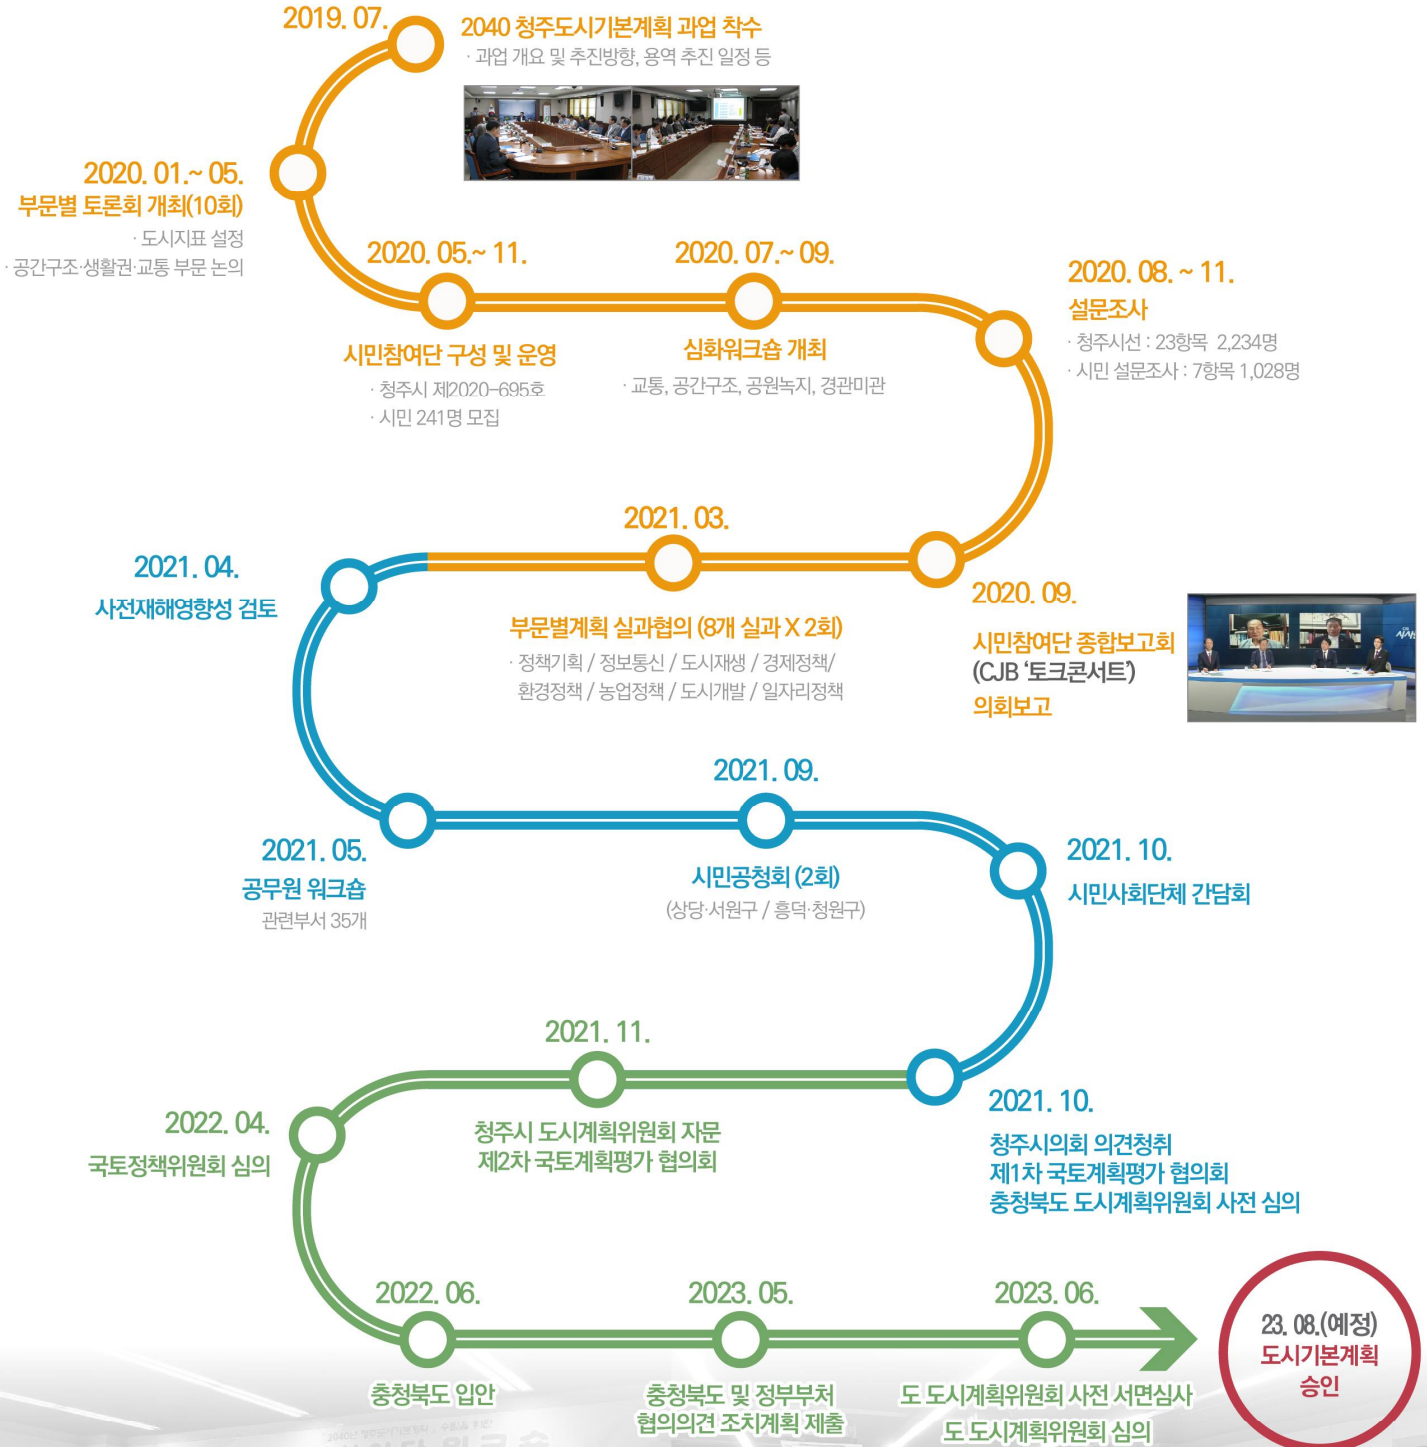 2019. 07.
2040 청주도시기본계획 과업 착수
· 과업 개요 및 추진방향, 용역 추진 일정 등
2020. 01.~ 05.
부문별 토론회 개최(10회)
· 도시지표 설정
· 공간구조·생활권·교통 부문 논의
2020. 05.~ 11.
시민참여단 구성 및 운영
· 청주시 제2020-695호
· 시민 241명 모집
2020. 07.~ 09.
심화워크숍 개최
· 교통, 공간구조, 공원녹지, 경관미관
2020. 08. ~ 11.
설문조사
· 청주시선 : 23항목 2,234명
· 시민 설문조사 : 7항목 1,028명
2020. 09.
시민참여단 종합보고회
(CJB ‘토크콘서트’)
의회보고
2021. 03.
부문별계획 실과협의 (8개 실과 X 2회)
· 정책기획 / 정보통신 / 도시재생 / 경제정책/
환경정책 / 농업정책 / 도시개발 / 일자리정책
2021. 04.
사전재해영향성 검토
2021. 05.
공무원 워크숍
관련부서 35개
2021. 09.
시민공청회 (2회)
(상당·서원구 / 흥덕·청원구)
2021. 10.
시민사회단체 간담회
2021. 10.
청주시의회 의견청취
제1차 국토계획평가 협의회
충청북도 도시계획위원회 사전 심의
2021. 11.
청주시 도시계획위원회 자문
제2차 국토계획평가 협의회
2022. 04.
국토정책위원회 심의
2022. 06.
충청북도 입안
2023. 05.
충청북도 및 정부부처
협의의견 조치계획 제출
2023. 06.
도 도시계획위원회 사전 서면심사
도 도시계획위원회 심의
23. 08.(예정)
도시기본계획
승인